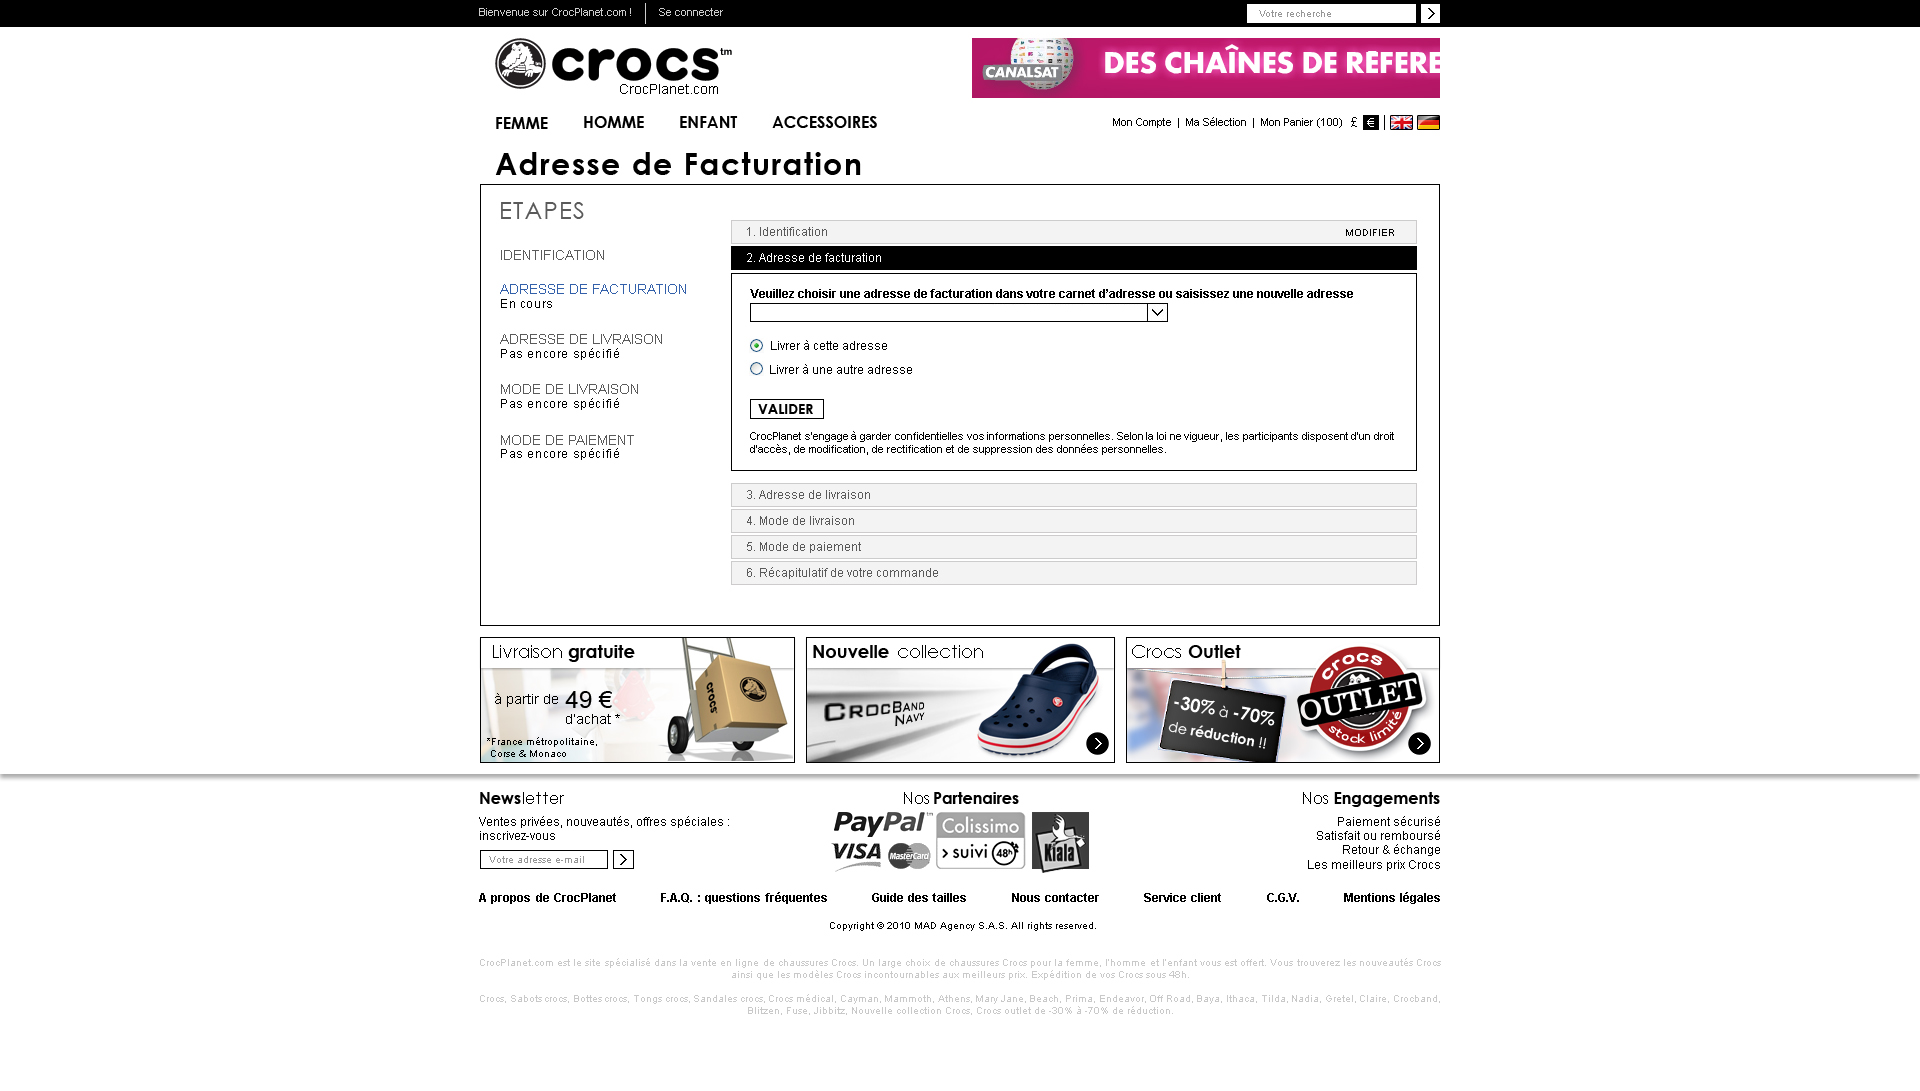 Bienvenue sur CrocPlanet.com !
Se connecter
Votre recherche
crocs™
CrocPlanet.com
CANALSAT
DES CHAÎNES DE REFERE
FEMME
HOMME
ENFANT
ACCESSOIRES
Mon Compte | Ma Sélection | Mon Panier (100) £ € |
Adresse de Facturation
ETAPES
IDENTIFICATION
ADRESSE DE FACTURATION
En cours
ADRESSE DE LIVRAISON
Pas encore spécifié
MODE DE LIVRAISON
Pas encore spécifié
MODE DE PAIEMENT
Pas encore spécifié
1. Identification
MODIFIER
2. Adresse de facturation
Veuillez choisir une adresse de facturation dans votre carnet d'adresse ou saisissez une nouvelle adresse
Livrer à cette adresse
Livrer à une autre adresse
VALIDER
CrocPlanet s'engage à garder confidentielles vos informations personnelles. Selon la loi ne vigueur, les participants disposent d'un droit
d'accès, de modification, de rectification et de suppression des données personnelles.
3. Adresse de livraison
4. Mode de livraison
5. Mode de paiement
6. Récapitulatif de votre commande
Livraison gratuite
à partir de 49 €
d'achat *
*France métropolitaine,
Corse & Monaco
crocs
Nouvelle collection
CROCBAND
NAVY
Crocs Outlet
-30% à -70%
de réduction !!
crocs
OUTLET
stock limité
Newsletter
Ventes privées, nouveautés, offres spéciales :
inscrivez-vous
Votre adresse e-mail
Nos Partenaires
PayPal™
VISA
MasterCard
Colissimo
suivi 48h
Kiala
Nos Engagements
Paiement sécurisé
Satisfait ou remboursé
Retour & échange
Les meilleurs prix Crocs
A propos de CrocPlanet
F.A.Q. : questions fréquentes
Guide des tailles
Nous contacter
Service client
C.G.V.
Mentions légales
Copyright © 2010 MAD Agency S.A.S. All rights reserved.
CrocPlanet.com est le site spécialisé dans la vente en ligne de chaussures Crocs. Un large choix de chaussures Crocs pour la femme, l'homme et l'enfant vous est offert. Vous trouverez les nouveautés Crocs
ainsi que les modèles Crocs incontournables aux meilleurs prix. Expédition de vos Crocs sous 48h.
Crocs, Sabots crocs, Bottes crocs, Tongs crocs, Sandales crocs, Crocs médical, Cayman, Mammoth, Athens, Mary Jane, Beach, Prima, Endeavor, Off Road, Baya, Ithaca, Tilda, Nadia, Gretel, Claire, Crocband,
Blitzen, Fuse, Jibbitz, Nouvelle collection Crocs, Crocs outlet de -30% à -70% de réduction.